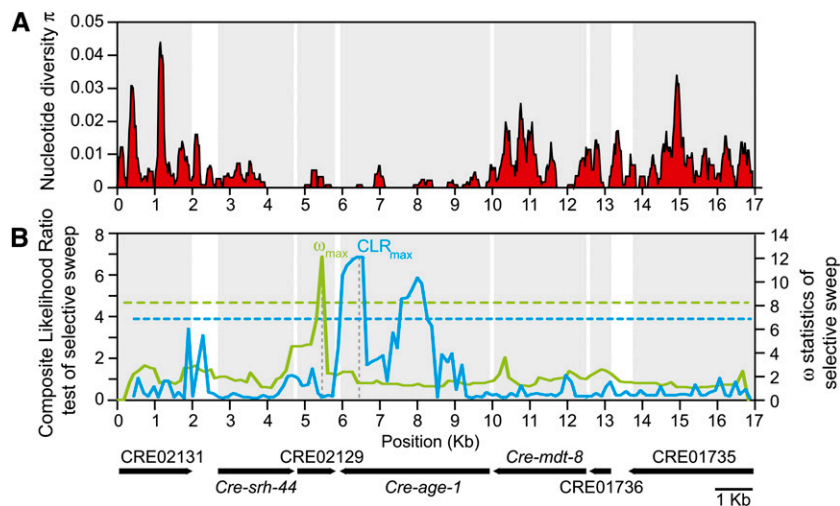 A
Nucleotide diversity π
0.05
0.04
0.03
0.02
0.01
0
0 1 2 3 4 5 6 7 8 9 10 11 12 13 14 15 16 17
B
Composite Likelihood Ratio
test of selective sweep
8
6
4
2
0
ωmax
CLRmax
14
12
10
8
6
4
2
0
ω statistics of
selective sweep
0 1 2 3 4 5 6 7 8 9 10 11 12 13 14 15 16 17
Position (Kb)
CRE02131
CRE02129
Cre-mdt-8
CRE01735
Cre-srh-44
Cre-age-1
CRE01736
1 Kb